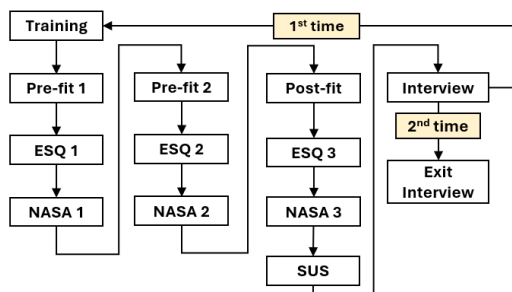 Training
1st time
Pre-fit 1
ESQ 1
NASA 1
Pre-fit 2
ESQ 2
NASA 2
Post-fit
ESQ 3
NASA 3
SUS
Interview
2nd time
Exit
Interview